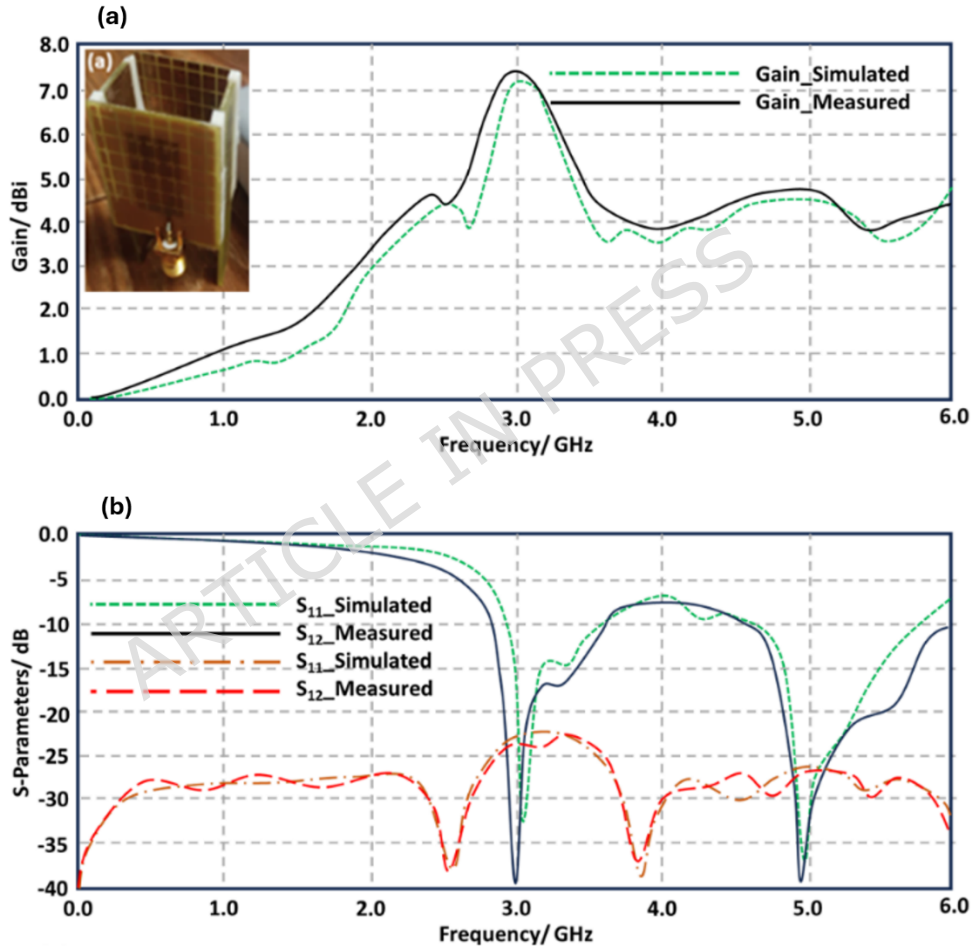 (a)
8.0
7.0
6.0
5.0
4.0
3.0
2.0
1.0
0.0
Gain/ dBi
(a)
Gain_Simulated
Gain_Measured
0.0 1.0 2.0 3.0 4.0 5.0 6.0
Frequency/ GHz
ARTICLE IN PRESS
(b)
0.0
-5
-10
-15
-20
-25
-30
-35
-40
S-Parameters/ dB
S₁₁_Simulated
S₁₂_Measured
S₁₁_Simulated
S₁₂_Measured
0.0 1.0 2.0 3.0 4.0 5.0 6.0
Frequency/ GHz